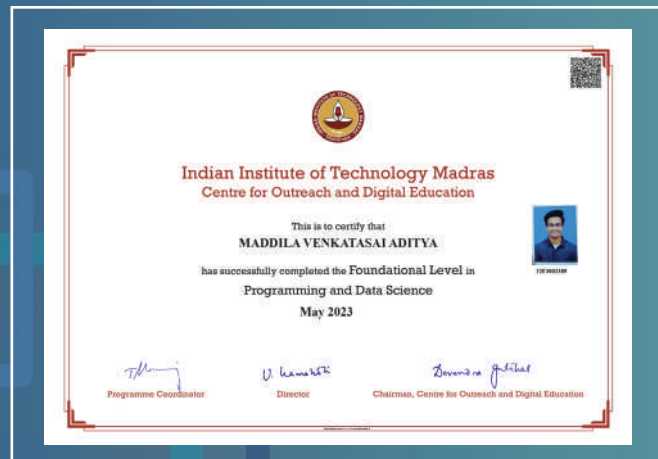 Indian Institute of Technology Madras
Centre for Outreach and Digital Education
This is to certify that
MADDILA VENKATASAI ADITYA
has successfully completed the Foundational Level in
Programming and Data Science
May 2023
Programme Coordinator
Director
Chairman, Centre for Outreach and Digital Education